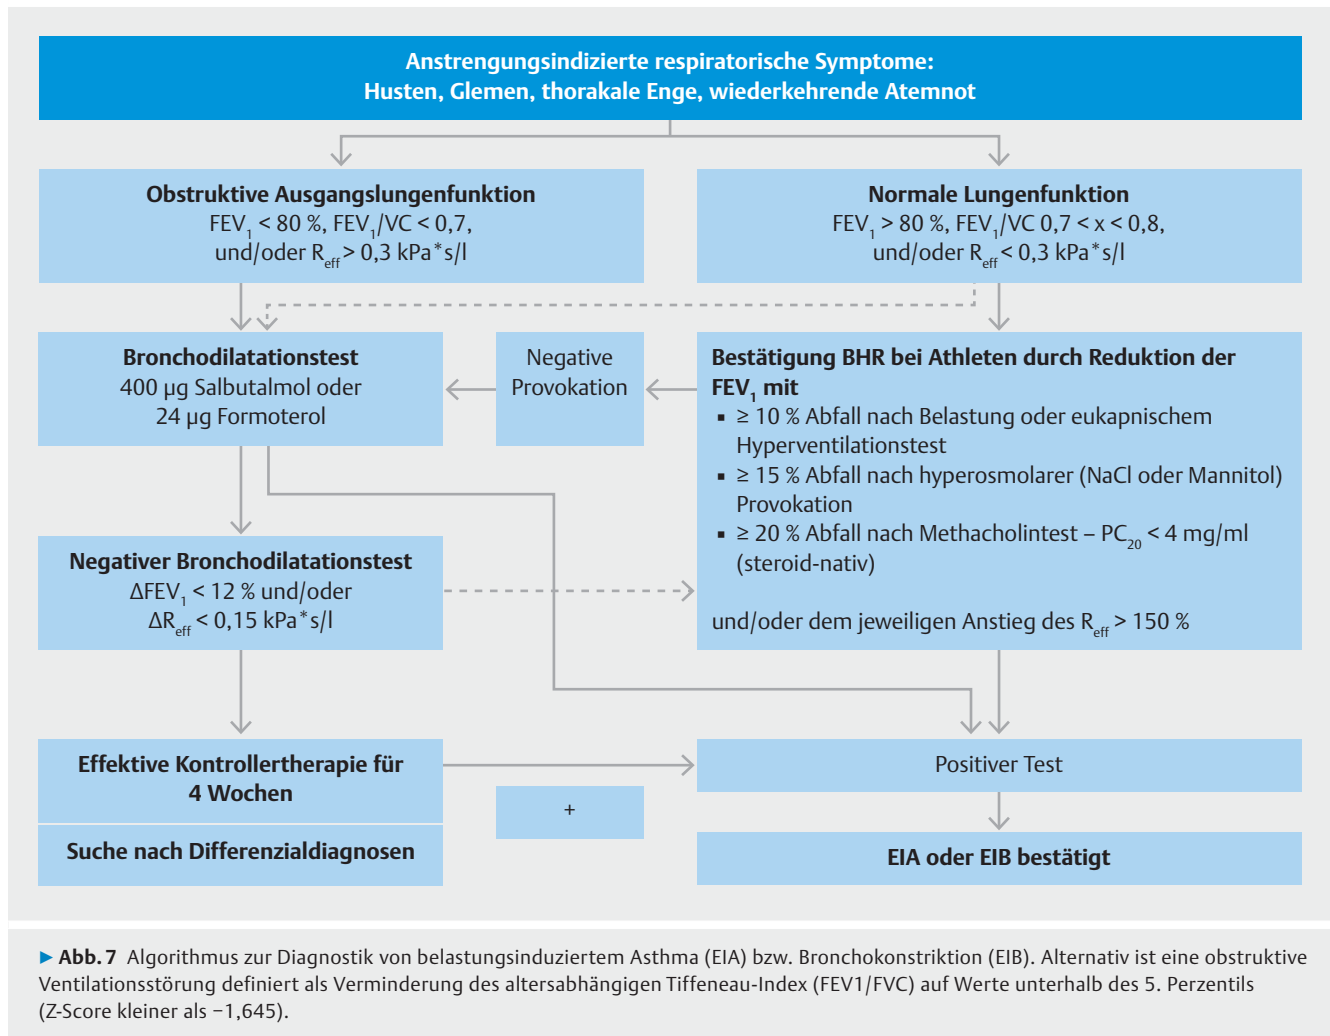 Anstrengungsindizierte respiratorische Symptome:
Husten, Glemen, thorakale Enge, wiederkehrende Atemnot
Obstruktive Ausgangslungenfunktion
FEV₁ < 80 %, FEV₁/VC < 0,7,
und/oder R_eff > 0,3 kPa*s/l
Normale Lungenfunktion
FEV₁ > 80 %, FEV₁/VC 0,7 < x < 0,8,
und/oder R_eff < 0,3 kPa*s/l
Bronchodilatationstest
400 µg Salbutalmol oder
24 µg Formoterol
Negative
Provokation
Bestätigung BHR bei Athleten durch Reduktion der
FEV₁ mit
▪ ≥ 10 % Abfall nach Belastung oder eukapnischem
Hyperventilationstest
▪ ≥ 15 % Abfall nach hyperosmolarer (NaCl oder Mannitol)
Provokation
▪ ≥ 20 % Abfall nach Methacholintest – PC₂₀ < 4 mg/ml
(steroid-nativ)
und/oder dem jeweiligen Anstieg des R_eff > 150 %
Negativer Bronchodilatationstest
ΔFEV₁ < 12 % und/oder
ΔR_eff < 0,15 kPa*s/l
Effektive Kontrollertherapie für
4 Wochen
Suche nach Differenzialdiagnosen
+
Positiver Test
EIA oder EIB bestätigt
▶ Abb. 7 Algorithmus zur Diagnostik von belastungsinduziertem Asthma (EIA) bzw. Bronchokonstriktion (EIB). Alternativ ist eine obstruktive
Ventilationsstörung definiert als Verminderung des altersabhängigen Tiffeneau-Index (FEV1/FVC) auf Werte unterhalb des 5. Perzentils
(Z-Score kleiner als −1,645).